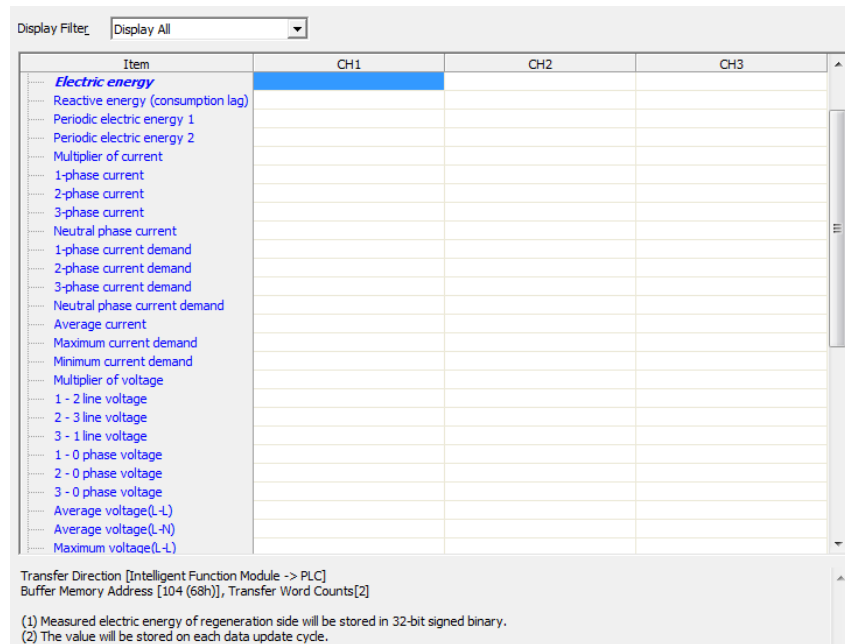 Display Filter Display All
Item CH1 CH2 CH3
Electric energy
Reactive energy (consumption lag)
Periodic electric energy 1
Periodic electric energy 2
Multiplier of current
1-phase current
2-phase current
3-phase current
Neutral phase current
1-phase current demand
2-phase current demand
3-phase current demand
Neutral phase current demand
Average current
Maximum current demand
Minimum current demand
Multiplier of voltage
1 - 2 line voltage
2 - 3 line voltage
3 - 1 line voltage
1 - 0 phase voltage
2 - 0 phase voltage
3 - 0 phase voltage
Average voltage(L-L)
Average voltage(L-N)
Maximum voltage(L-L)
Transfer Direction [Intelligent Function Module -> PLC]
Buffer Memory Address [104 (68h)], Transfer Word Counts[2]
(1) Measured electric energy of regeneration side will be stored in 32-bit signed binary.
(2) The value will be stored on each data update cycle.